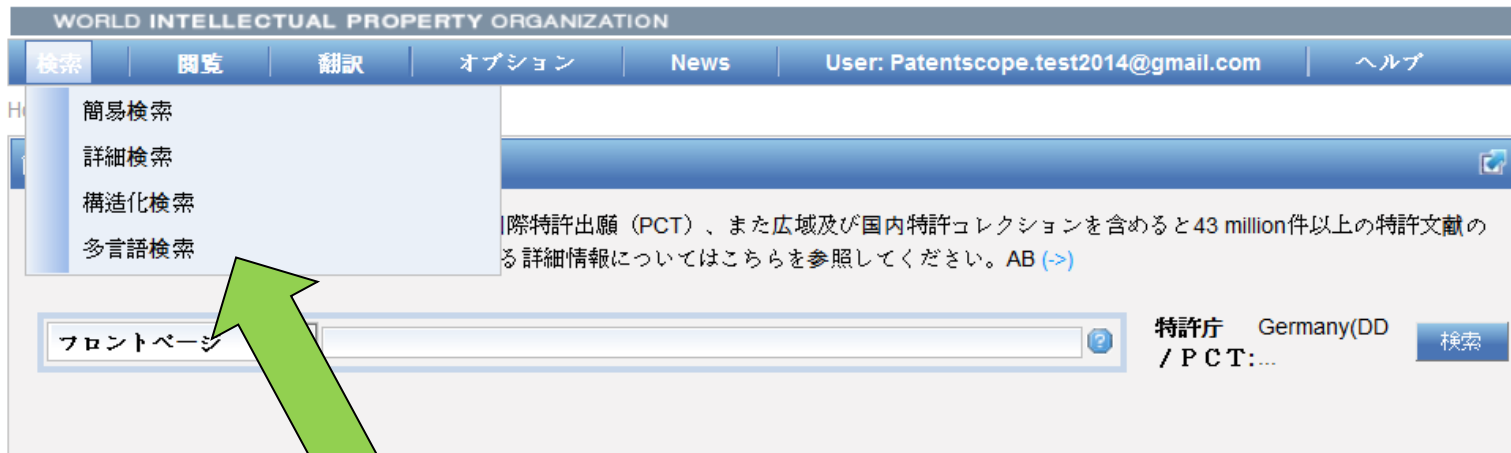 WORLD INTELLECTUAL PROPERTY ORGANIZATION
検索 閲覧 翻訳 オプション News User: Patentscope.test2014@gmail.com ヘルプ
簡易検索
詳細検索
構造化検索
多言語検索
際特許出願（PCT）、また広域及び国内特許コレクションを含めると43 million件以上の特許文献の
る詳細情報についてはこちらを参照してください。AB (->)
フロントページ
特許庁 Germany(DD
/ＰＣＴ:...
検索